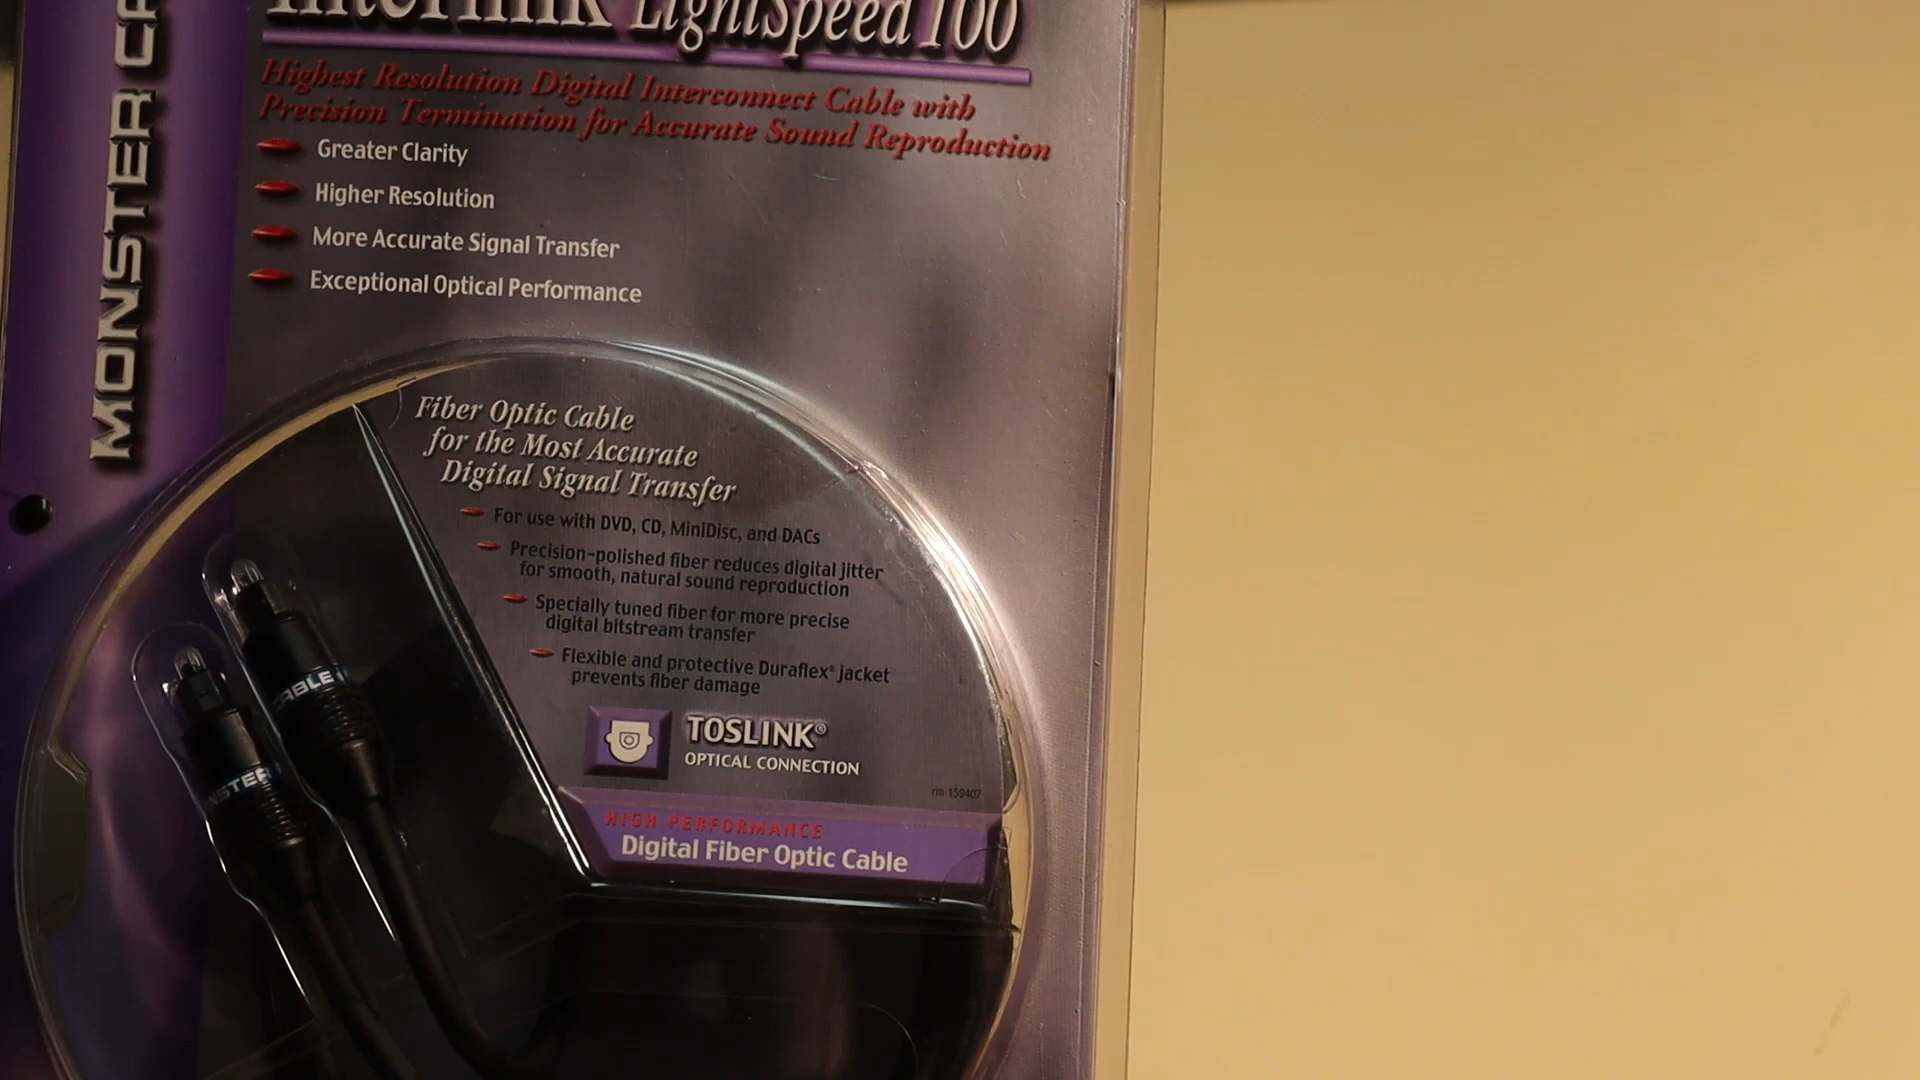 MONSTER
Interlink LightSpeed 100
Highest Resolution Digital Interconnect Cable with
Precision Termination for Accurate Sound Reproduction
Greater Clarity
Higher Resolution
More Accurate Signal Transfer
Exceptional Optical Performance
Fiber Optic Cable
for the Most Accurate
Digital Signal Transfer
For use with DVD, CD, MiniDisc, and DACs
Precision-polished fiber reduces digital jitter
for smooth, natural sound reproduction
Specially tuned fiber for more precise
digital bitstream transfer
Flexible and protective Duraflex® jacket
prevents fiber damage
TOSLINK®
OPTICAL CONNECTION
rm 159407
HIGH PERFORMANCE
Digital Fiber Optic Cable
CABLE
NSTER